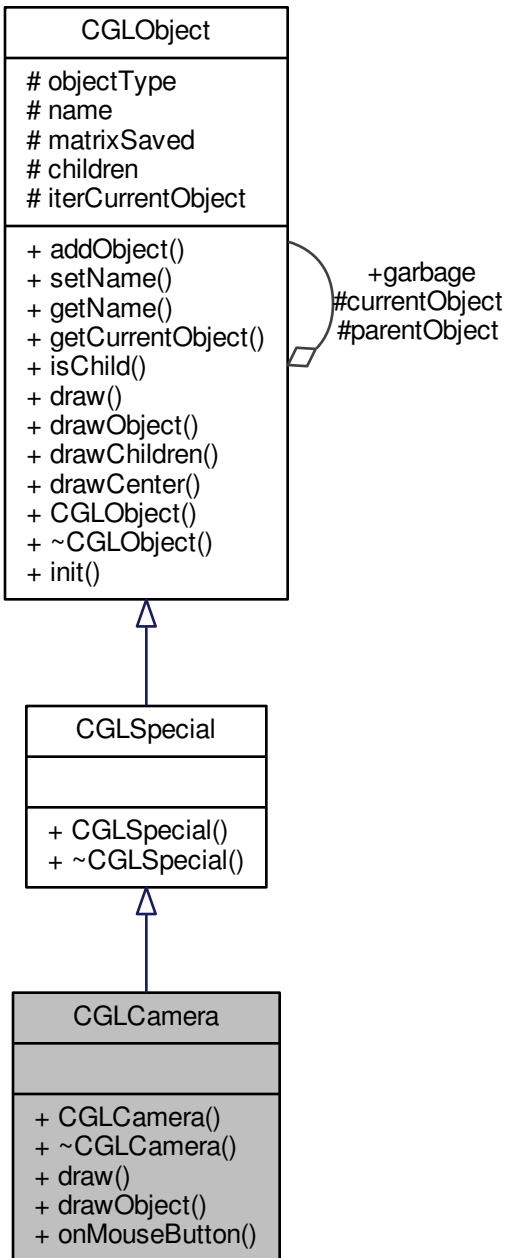 CGLObject
# objectType
# name
# matrixSaved
# children
# iterCurrentObject
+ addObject()
+ setName()
+ getName()
+ getCurrentObject()
+ isChild()
+ draw()
+ drawObject()
+ drawChildren()
+ drawCenter()
+ CGLObject()
+ ~CGLObject()
+ init()
+garbage
#currentObject
#parentObject
CGLSpecial
+ CGLSpecial()
+ ~CGLSpecial()
CGLCamera
+ CGLCamera()
+ ~CGLCamera()
+ draw()
+ drawObject()
+ onMouseButton()